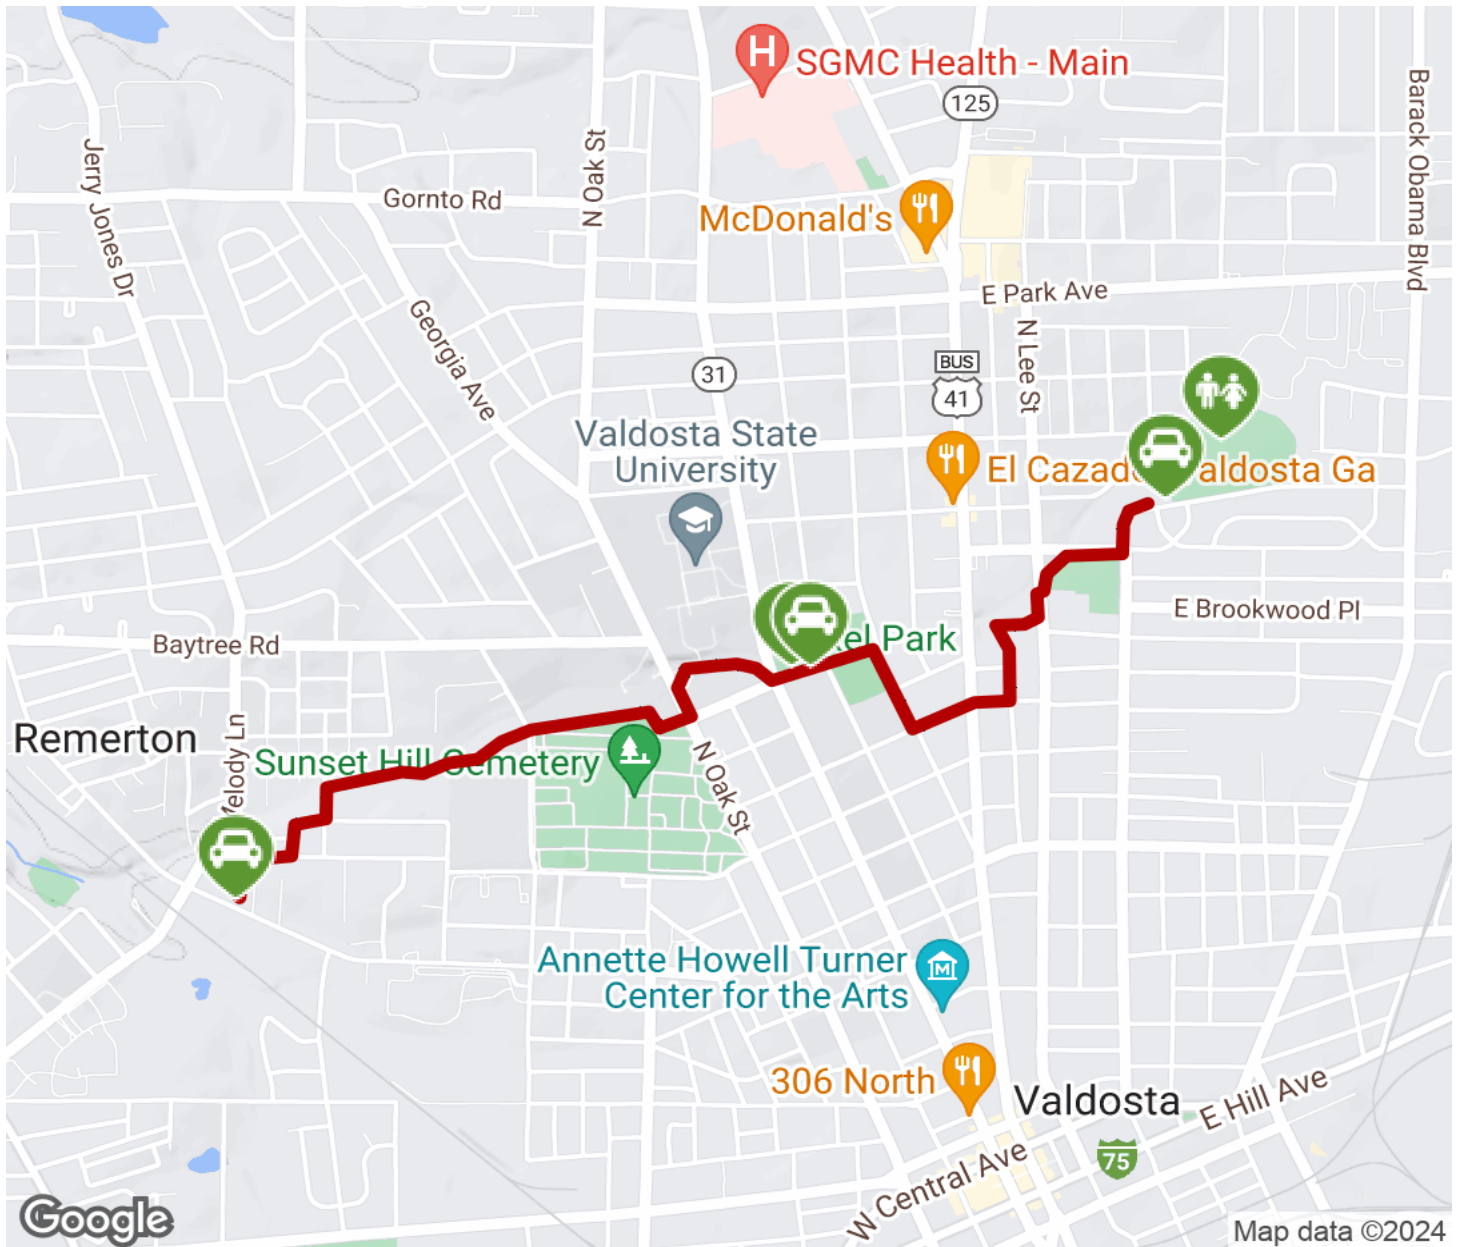 H
SGMC Health - Main
125
Barack Obama Blvd
Jerry Jones Dr
N Oak St
Gornto Rd
McDonald's
E Park Ave
Georgia Ave
N Lee St
BUS
41
31
Valdosta State
University
El Cazad aldosta Ga
E Brookwood Pl
Baytree Rd
el Park
Remerton
Melody Ln
Sunset Hill Cemetery
N Oak St
Annette Howell Turner
Center for the Arts
M
306 North
Valdosta
E Hill Ave
75
W Central Ave
Google
Map data ©2024